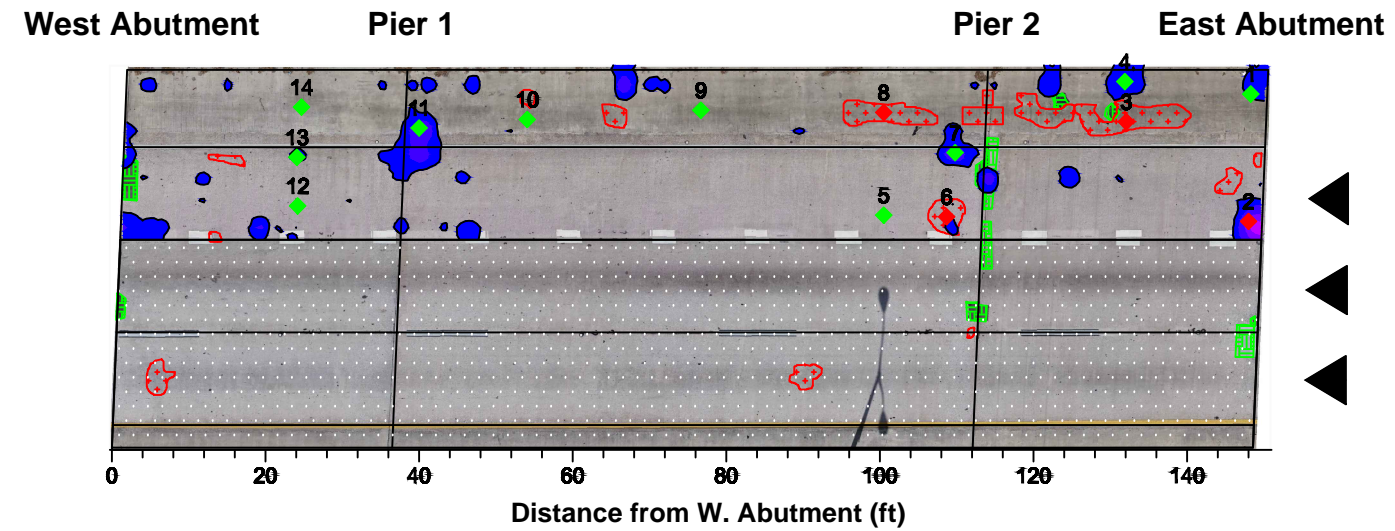 West Abutment Pier 1 Pier 2 East Abutment
4
1
14 10 9 8 3
11
13 7
12 5 6 2
0 20 40 60 80 100 120 140
Distance from W. Abutment (ft)